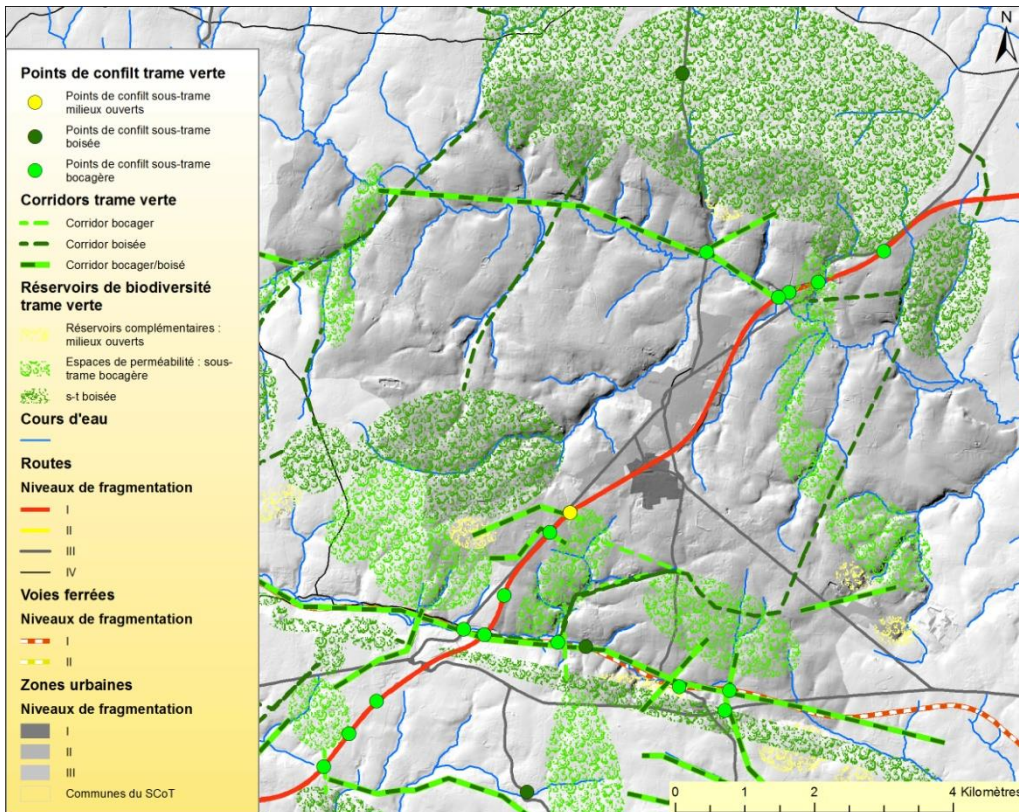 N
Points de confilt trame verte
Points de confilt sous-trame
milieux ouverts
Points de confilt sous-trame
boisée
Points de confilt sous-trame
bocagère
Corridors trame verte
Corridor bocager
Corridor boisée
Corridor bocager/boisé
Réservoirs de biodiversité
trame verte
Réservoirs complémentaires :
milieux ouverts
Espaces de perméabilité : sous-
trame bocagère
s-t boisée
Cours d'eau
Routes
Niveaux de fragmentation
I
II
III
IV
Voies ferrées
Niveaux de fragmentation
I
II
Zones urbaines
Niveaux de fragmentation
I
II
III
Communes du SCoT
0 1 2 4 Kilomètres